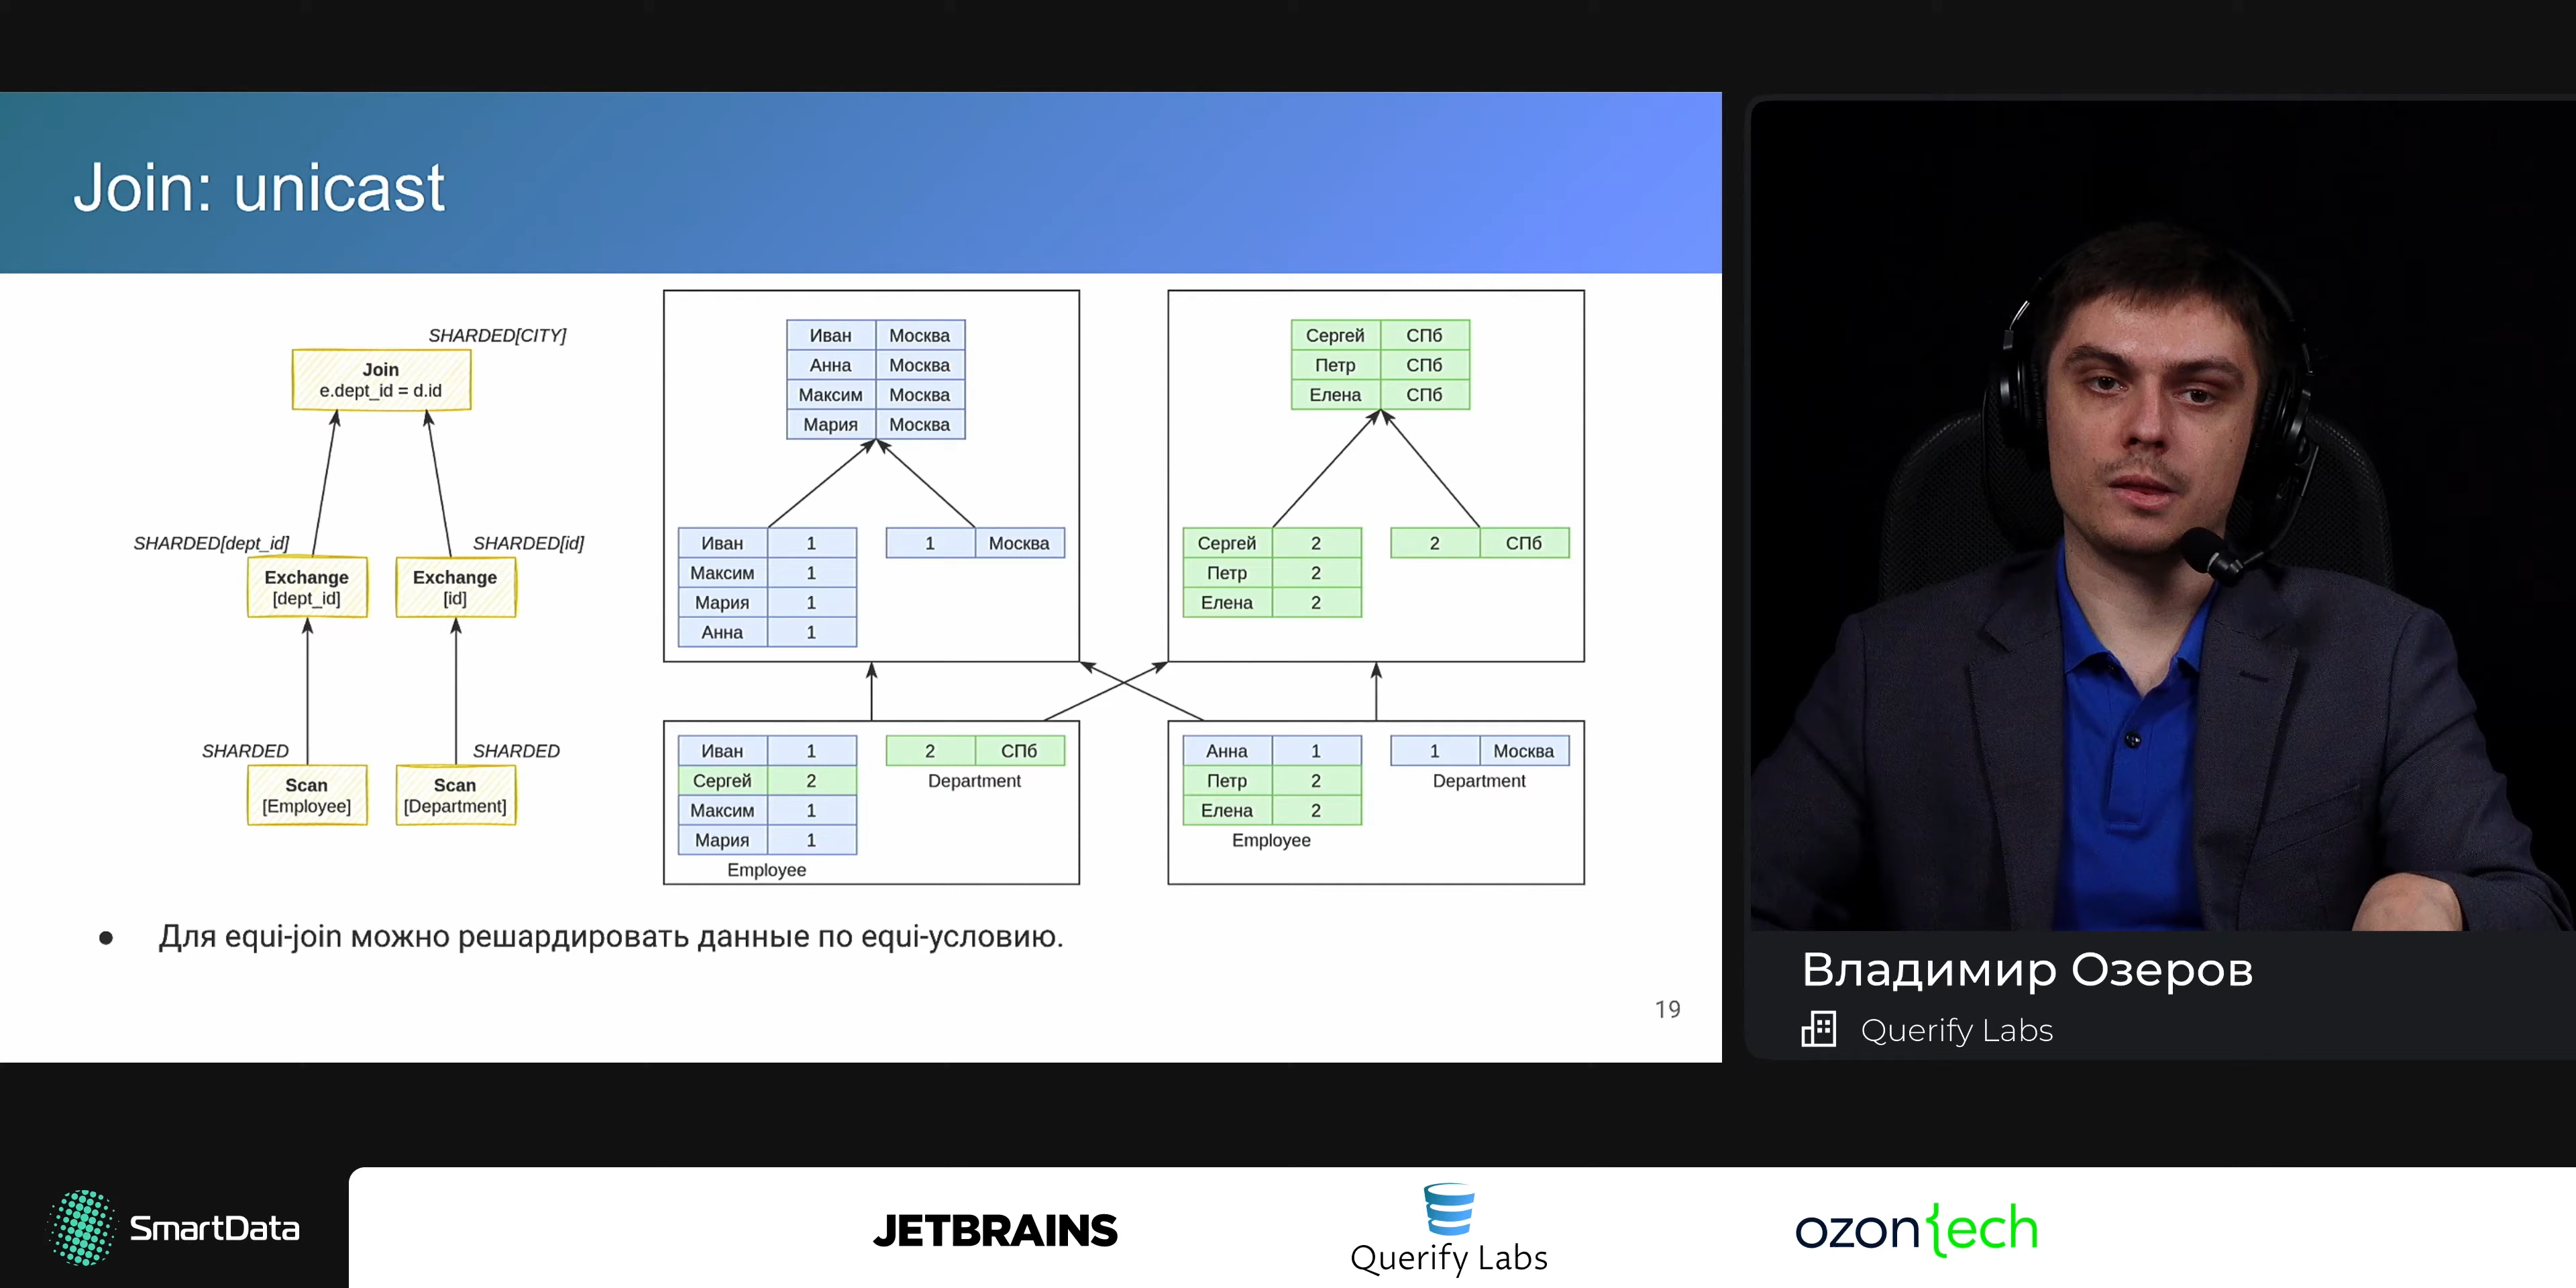 Join: unicast
SHARDED[CITY]
Join
e.dept_id = d.id
SHARDED[dept_id]
SHARDED[id]
Exchange
[dept_id]
Exchange
[id]
SHARDED
SHARDED
Scan
[Employee]
Scan
[Department]
Иван Москва
Анна Москва
Максим Москва
Мария Москва
Иван 1
Максим 1
Мария 1
Анна 1
1 Москва
Сергей СПб
Петр СПб
Елена СПб
Сергей 2
Петр 2
Елена 2
2 СПб
Иван 1
Сергей 2
Максим 1
Мария 1
Employee
2 СПб
Department
Анна 1
Петр 2
Елена 2
Employee
1 Москва
Department
● Для equi-join можно решардировать данные по equi-условию.
19
Владимир Озеров
Querify Labs
SmartData
JETBRAINS
Querify Labs
ozon{ech